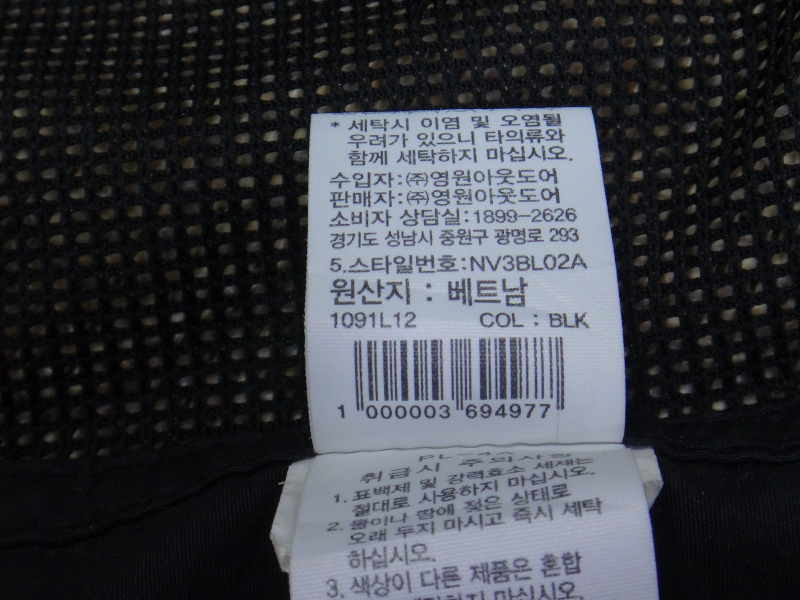 * 세탁시 이염 및 오염될
우려가 있으니 타의류와
함께 세탁하지 마십시오.
수입자:㈜영원아웃도어
판매자:㈜영원아웃도어
소비자 상담실:1899-2626
경기도 성남시 중원구 광명로 293
5.스타일번호:NV3BL02A
원산지 : 베트남
1091L12 COL : BLK
1 000003 694977
취급시 주의사항
1. 표백제 및 강력효소 세제는
절대로 사용하지 마십시오.
2. 물이나 땀에 젖은 상태로
오래 두지 마시고 즉시 세탁
하십시오.
3. 색상이 다른 제품은 혼합
마십시오.